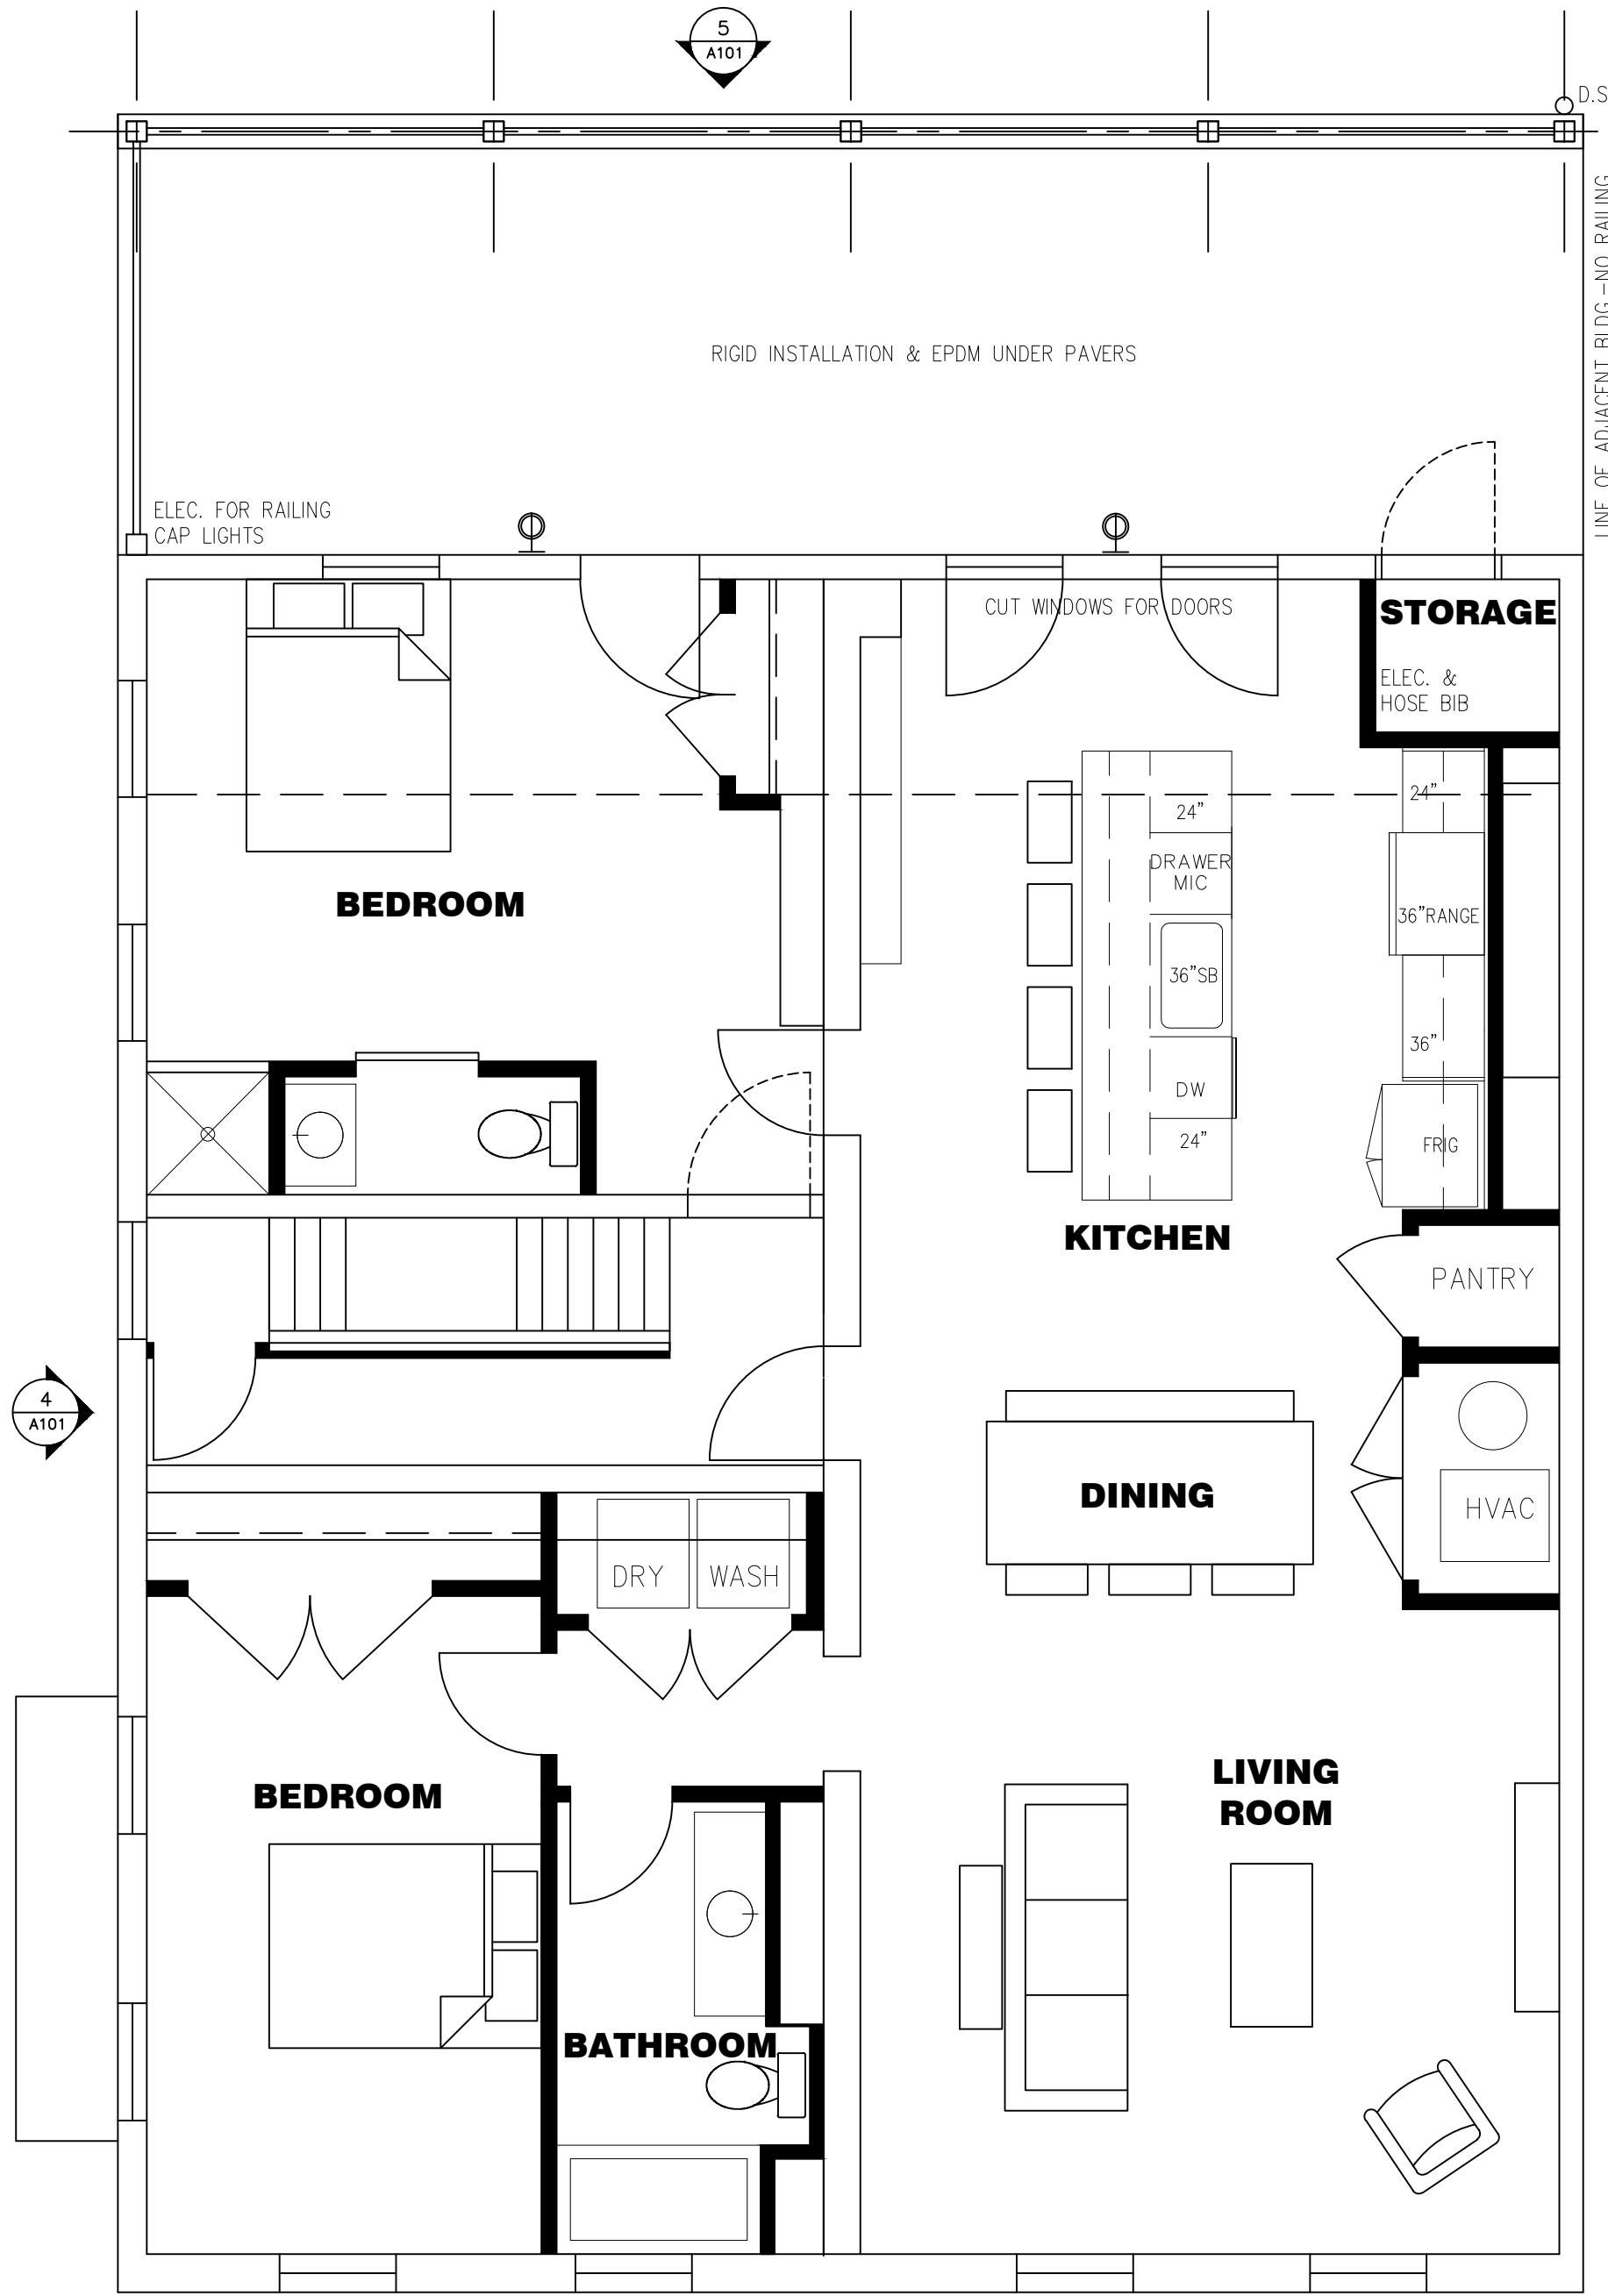 5
A101
D.S
LINE OF ADJACENT BLDG.-NO RAILING
RIGID INSTALLATION & EPDM UNDER PAVERS
ELEC. FOR RAILING
CAP LIGHTS
CUT WINDOWS FOR DOORS
STORAGE
ELEC. &
HOSE BIB
24”
24”
DRAWER
MIC
BEDROOM
36”RANGE
36”SB
36”
DW
24”
FRIG
KITCHEN
PANTRY
4
A101
DINING
HVAC
DRY
WASH
BEDROOM
LIVING
ROOM
BATHROOM